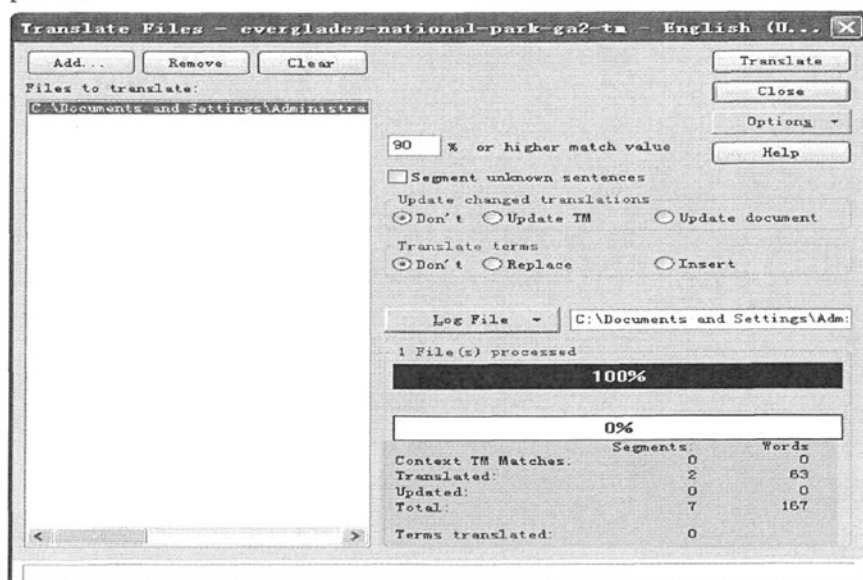 Translate Files - everglades-national-park-ga2-tm - English (U...
Add... Remove Clear Translate
Files to translate: Close
C:\Documents and Settings\Administra
Options
90 % or higher match value Help
Segment unknown sentences
Update changed translations
Don't Update TM Update document
Translate terms
Don't Replace Insert
Log File C:\Documents and Settings\Adm:
1 File(s) processed
100%
0%
Segments: Words
Context TM Matches: 0 0
Translated: 2 63
Updated: 0 0
Total: 7 167
Terms translated: 0